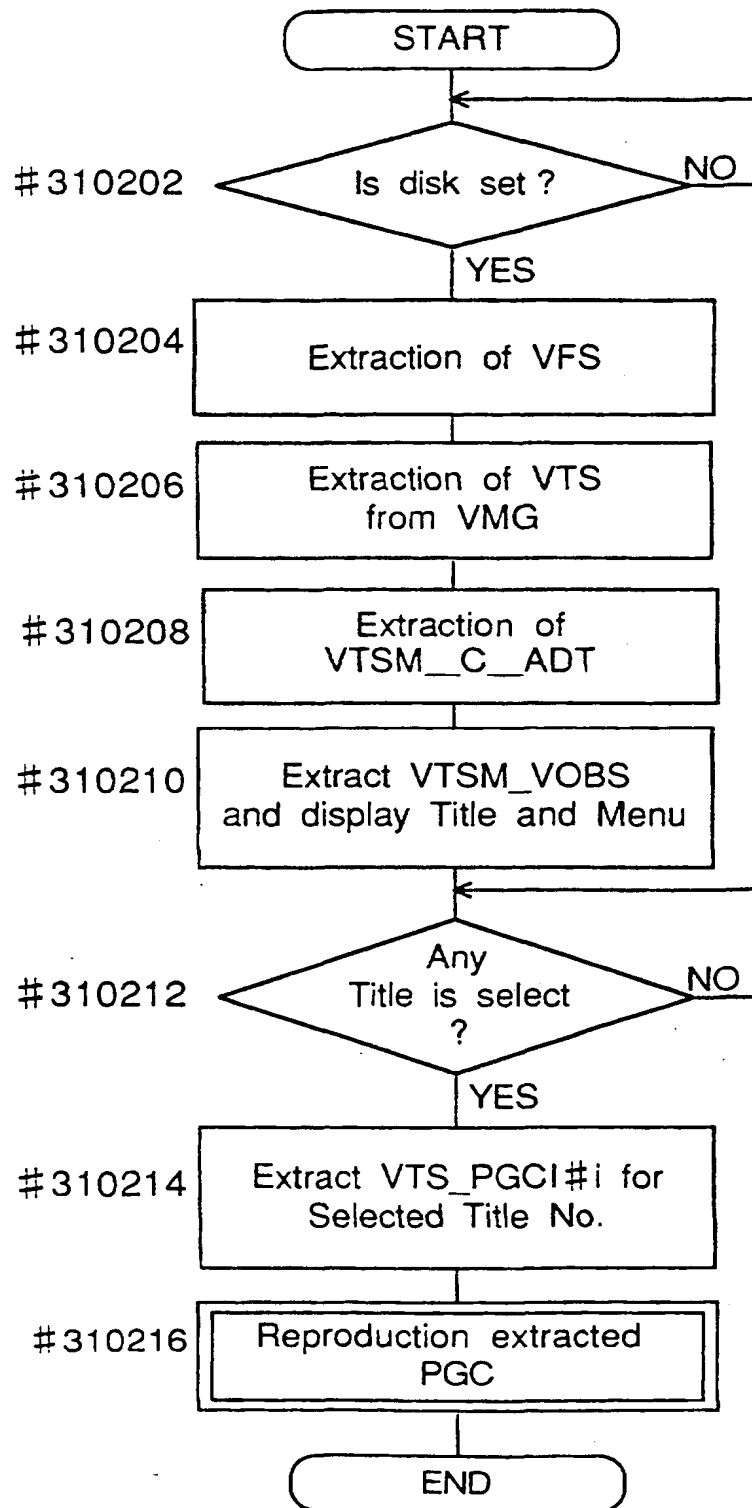 START
#310202
Is disk set ?
NO
YES
#310204
Extraction of VFS
#310206
Extraction of VTS
from VMG
#310208
Extraction of
VTSM__C__ADT
#310210
Extract VTSM_VOBS
and display Title and Menu
#310212
Any
Title is select
?
NO
YES
#310214
Extract VTS_PGCI#i for
Selected Title No.
#310216
Reproduction extracted
PGC
END